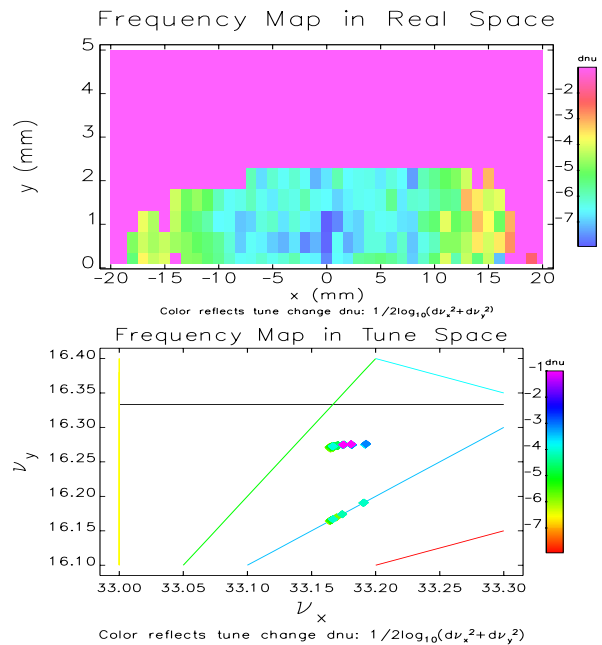 Frequency Map in Real Space
dnu
5
4
3
2
1
0
y (mm)
−2
−3
−4
−5
−6
−7
−20 −15 −10 −5 0 5 10 15 20
x (mm)
Color reflects tune change dnu: 1/2log₁₀(dνₓ²+dν_y²)
Frequency Map in Tune Space
dnu
16.40
16.35
16.30
16.25
16.20
16.15
16.10
ν_y
−1
−2
−3
−4
−5
−6
−7
33.00 33.05 33.10 33.15 33.20 33.25 33.30
νₓ
Color reflects tune change dnu: 1/2log₁₀(dνₓ²+dν_y²)